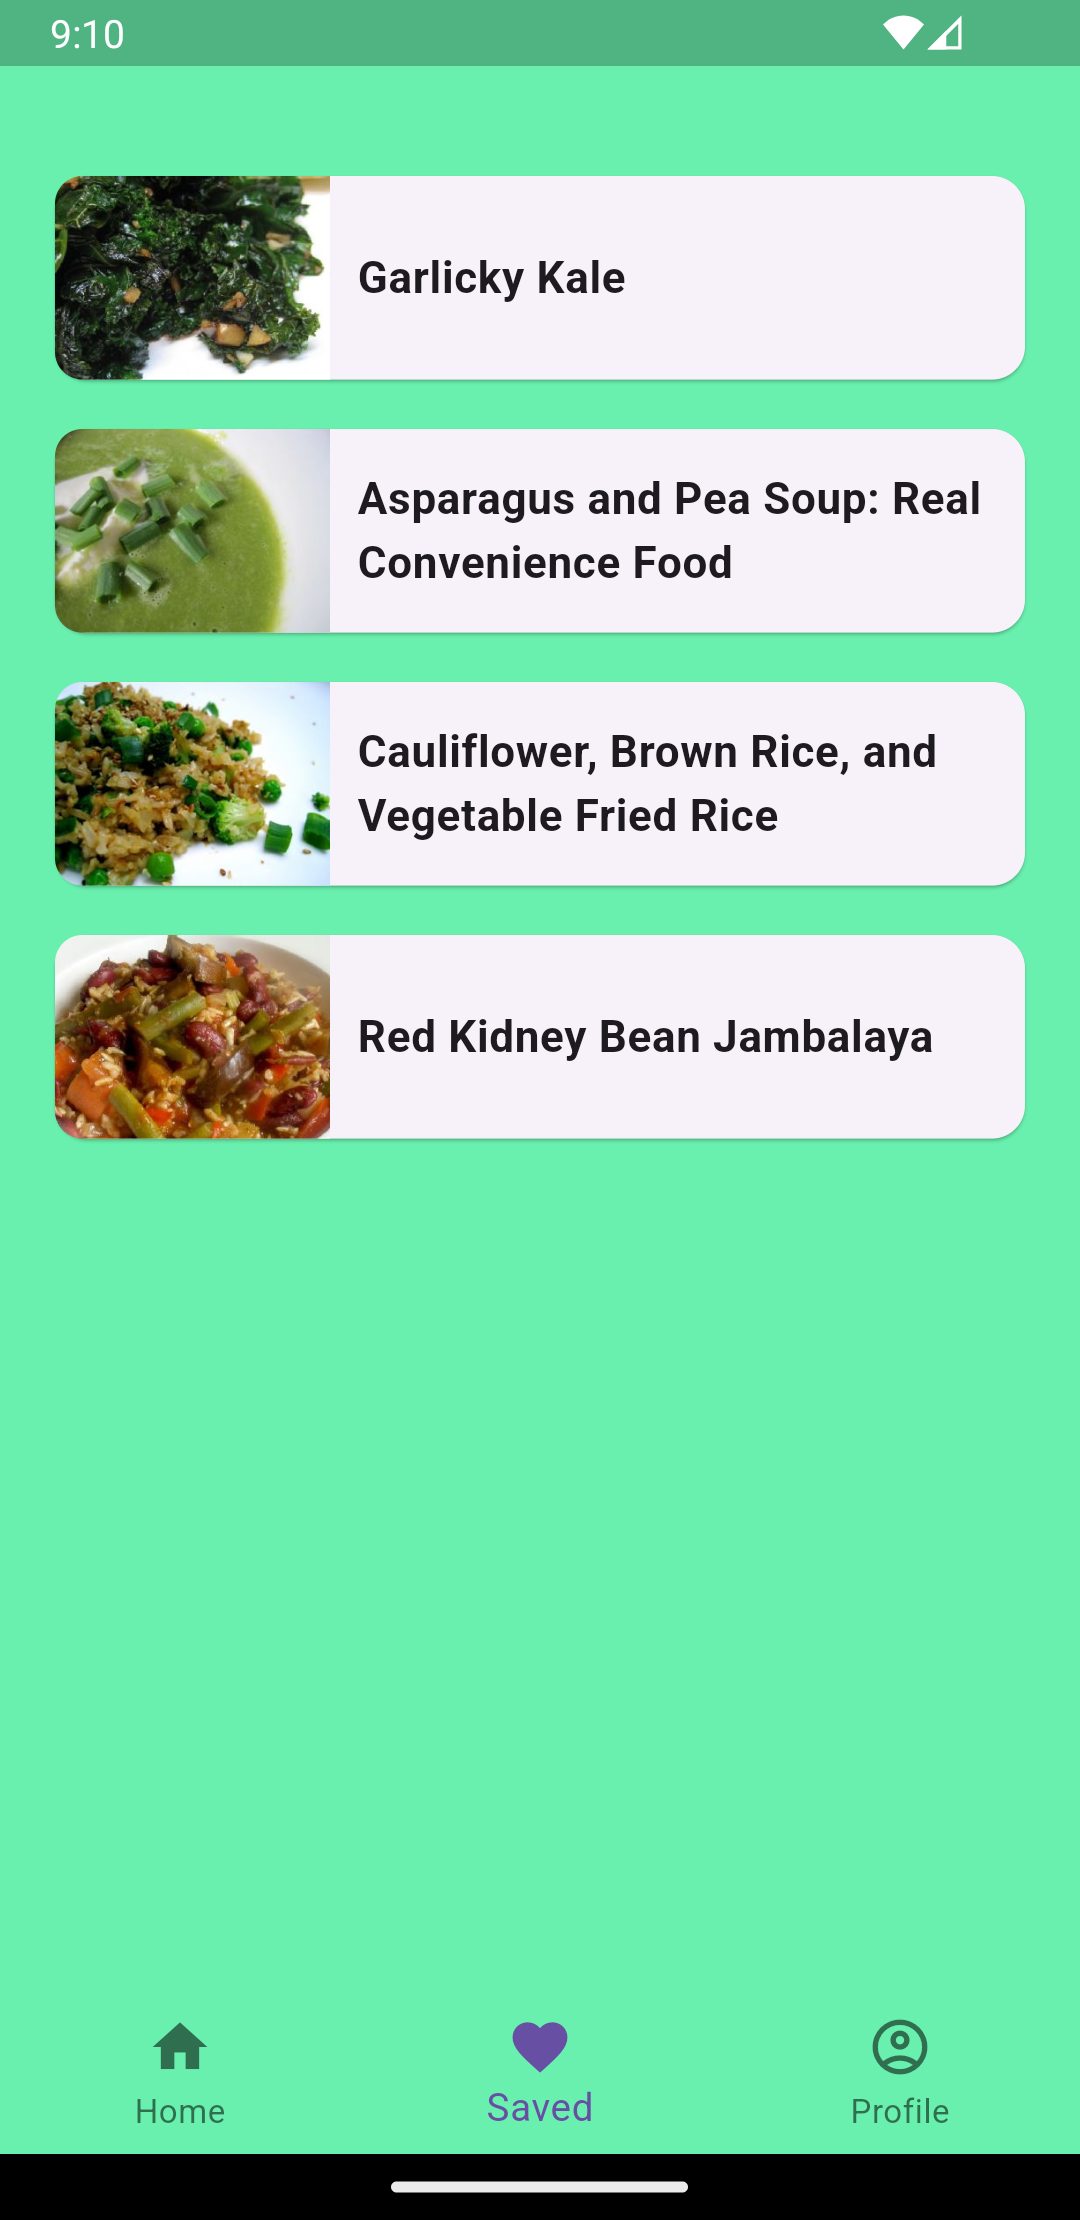 9:10
Garlicky Kale
Asparagus and Pea Soup: Real
Convenience Food
Cauliflower, Brown Rice, and
Vegetable Fried Rice
Red Kidney Bean Jambalaya
Home
Saved
Profile